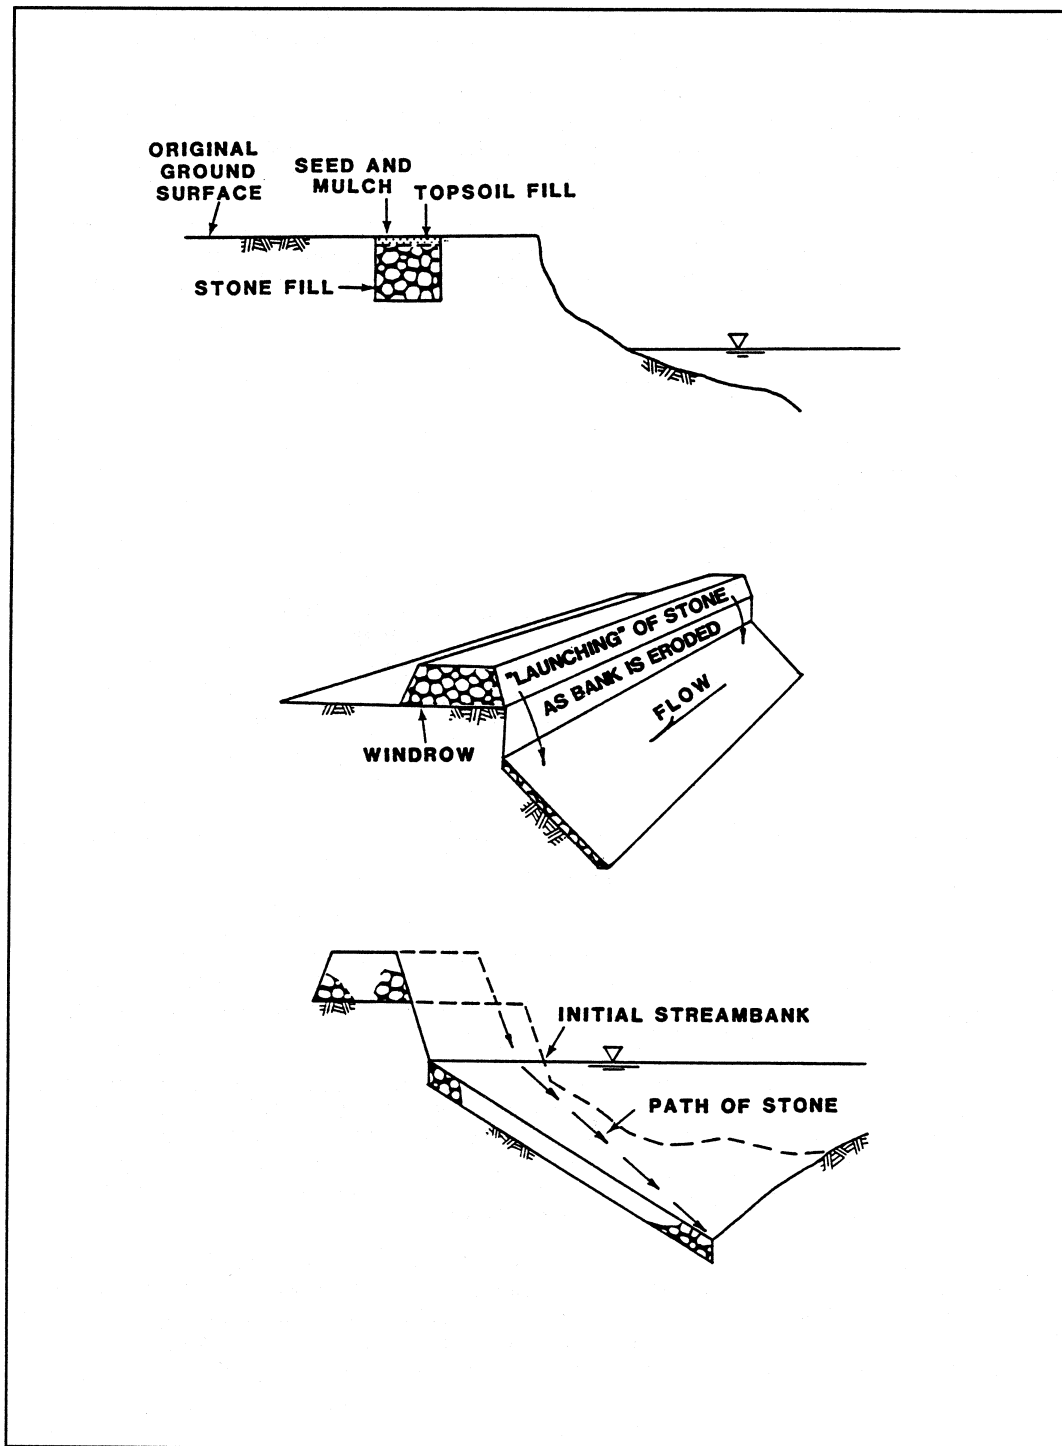 ORIGINAL
GROUND
SURFACE
SEED AND
MULCH
TOPSOIL FILL
STONE FILL
"LAUNCHING" OF STONE
AS BANK IS ERODED
FLOW
WINDROW
INITIAL STREAMBANK
PATH OF STONE